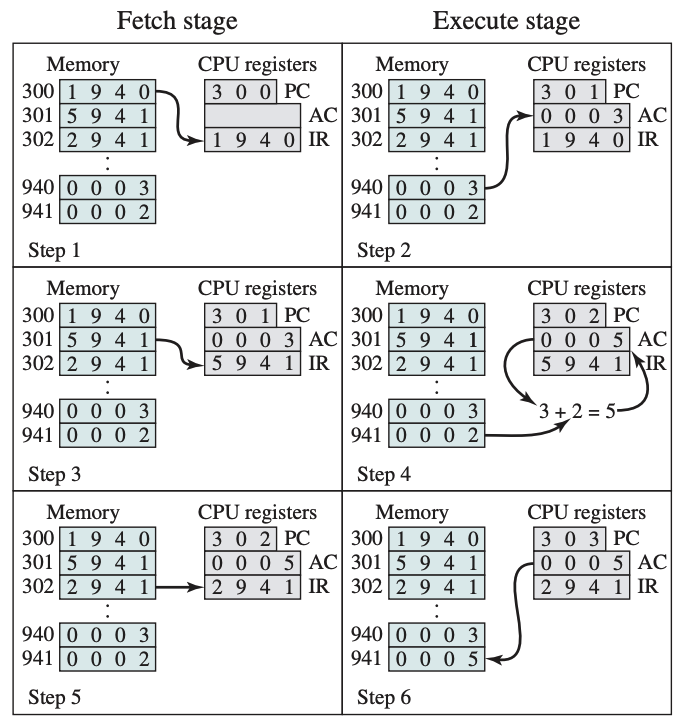 Fetch stage
Execute stage
Memory
CPU registers
300 1 9 4 0
3 0 0 PC
301 5 9 4 1
AC
302 2 9 4 1
1 9 4 0 IR
940 0 0 0 3
941 0 0 0 2
Step 1
Memory
CPU registers
300 1 9 4 0
3 0 1 PC
301 5 9 4 1
0 0 0 3 AC
302 2 9 4 1
1 9 4 0 IR
940 0 0 0 3
941 0 0 0 2
Step 2
Memory
CPU registers
300 1 9 4 0
3 0 1 PC
301 5 9 4 1
0 0 0 3 AC
302 2 9 4 1
5 9 4 1 IR
940 0 0 0 3
941 0 0 0 2
Step 3
Memory
CPU registers
300 1 9 4 0
3 0 2 PC
301 5 9 4 1
0 0 0 5 AC
302 2 9 4 1
5 9 4 1 IR
940 0 0 0 3
3 + 2 = 5
941 0 0 0 2
Step 4
Memory
CPU registers
300 1 9 4 0
3 0 2 PC
301 5 9 4 1
0 0 0 5 AC
302 2 9 4 1
2 9 4 1 IR
940 0 0 0 3
941 0 0 0 2
Step 5
Memory
CPU registers
300 1 9 4 0
3 0 3 PC
301 5 9 4 1
0 0 0 5 AC
302 2 9 4 1
2 9 4 1 IR
940 0 0 0 3
941 0 0 0 5
Step 6